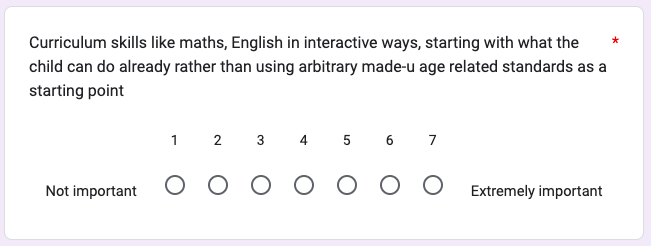 Curriculum skills like maths, English in interactive ways, starting with what the *
child can do already rather than using arbitrary made-u age related standards as a
starting point
1 2 3 4 5 6 7
Not important Extremely important